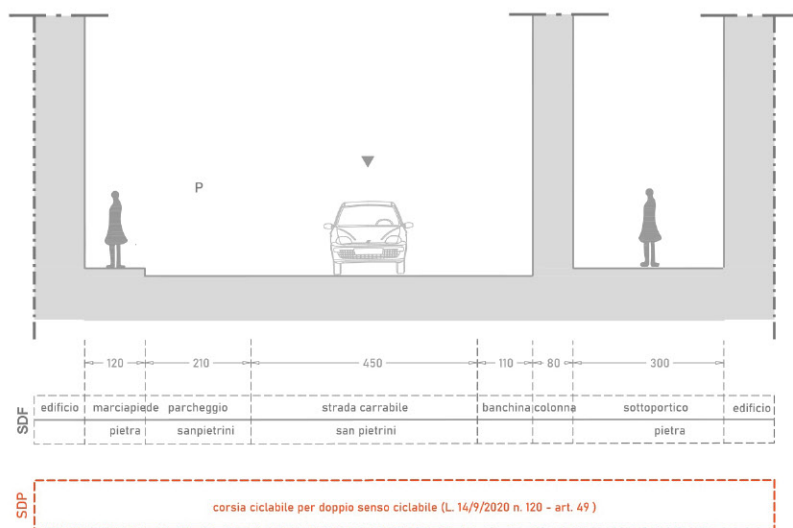 P
120 210 450 110 80 300
SDF
edificio marciapiede parcheggio strada carrabile banchina colonna sottoportico edificio
pietra sanpietrini san pietrini pietra
SDP
corsia ciclabile per doppio senso ciclabile (L. 14/9/2020 n. 120 - art. 49 )